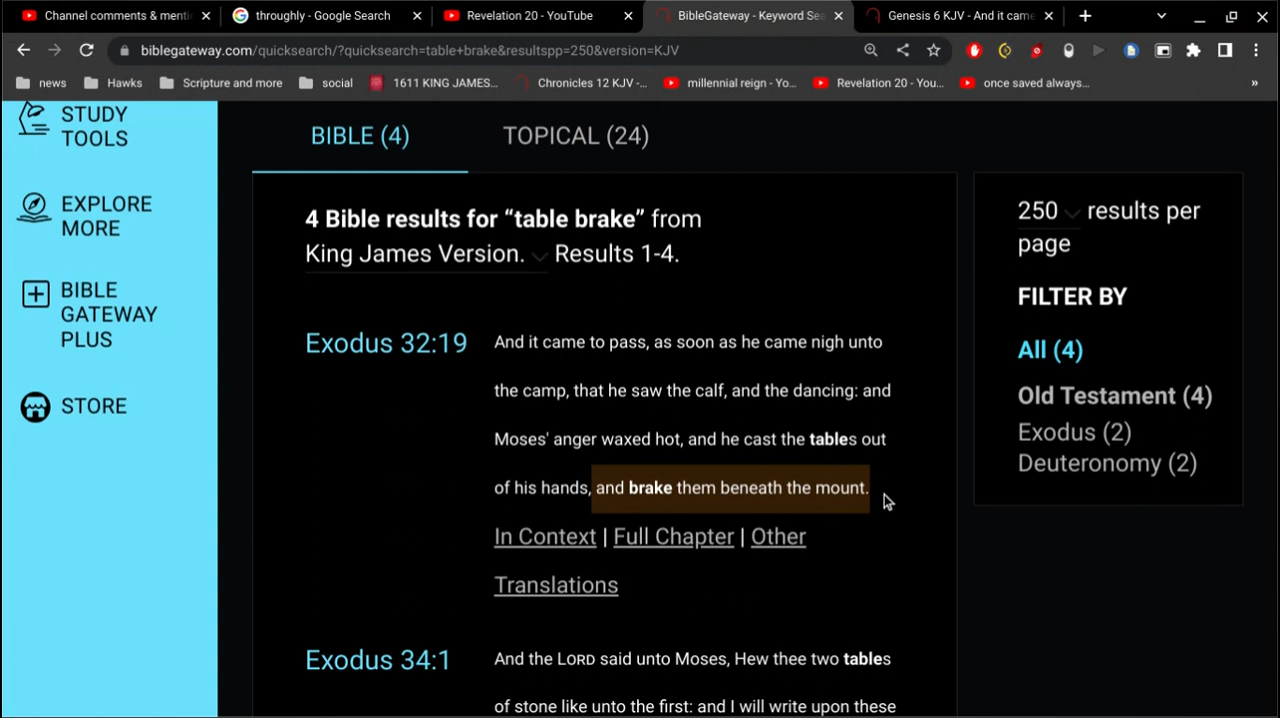 Channel comments & menti
throughly - Google Search
Revelation 20 - YouTube
BibleGateway - Keyword Sea
Genesis 6 KJV - And it came
biblegateway.com/quicksearch/?quicksearch=table+brake&resultspp=250&version=KJV
news
Hawks
Scripture and more
social
1611 KING JAMES...
Chronicles 12 KJV -...
millennial reign - Yo...
Revelation 20 - You...
once saved always...
»
STUDY
TOOLS
EXPLORE
MORE
BIBLE
GATEWAY
PLUS
STORE
BIBLE (4)
TOPICAL (24)
4 Bible results for “table brake” from
King James Version. Results 1-4.
Exodus 32:19
And it came to pass, as soon as he came nigh unto
the camp, that he saw the calf, and the dancing: and
Moses' anger waxed hot, and he cast the tables out
of his hands, and brake them beneath the mount.
In Context | Full Chapter | Other
Translations
Exodus 34:1
And the LORD said unto Moses, Hew thee two tables
of stone like unto the first: and I will write upon these
250 results per
page
FILTER BY
All (4)
Old Testament (4)
Exodus (2)
Deuteronomy (2)